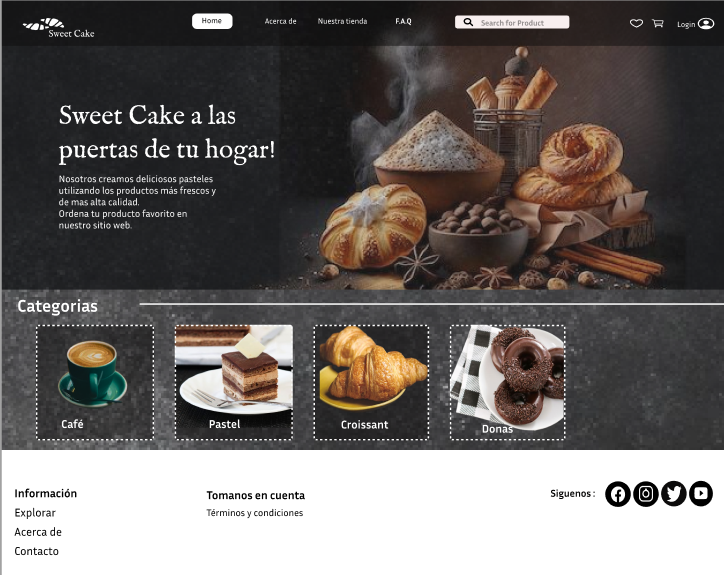 Sweet Cake
Home
Acerca de
Nuestra tienda
F.A.Q
Search for Product
Login
Sweet Cake a las
puertas de tu hogar!
Nosotros creamos deliciosos pasteles
utilizando los productos más frescos y
de mas alta calidad.
Ordena tu producto favorito en
nuestro sitio web.
Categorias
Café
Pastel
Croissant
Donas
Información
Explorar
Acerca de
Contacto
Tomanos en cuenta
Términos y condiciones
Siguenos :